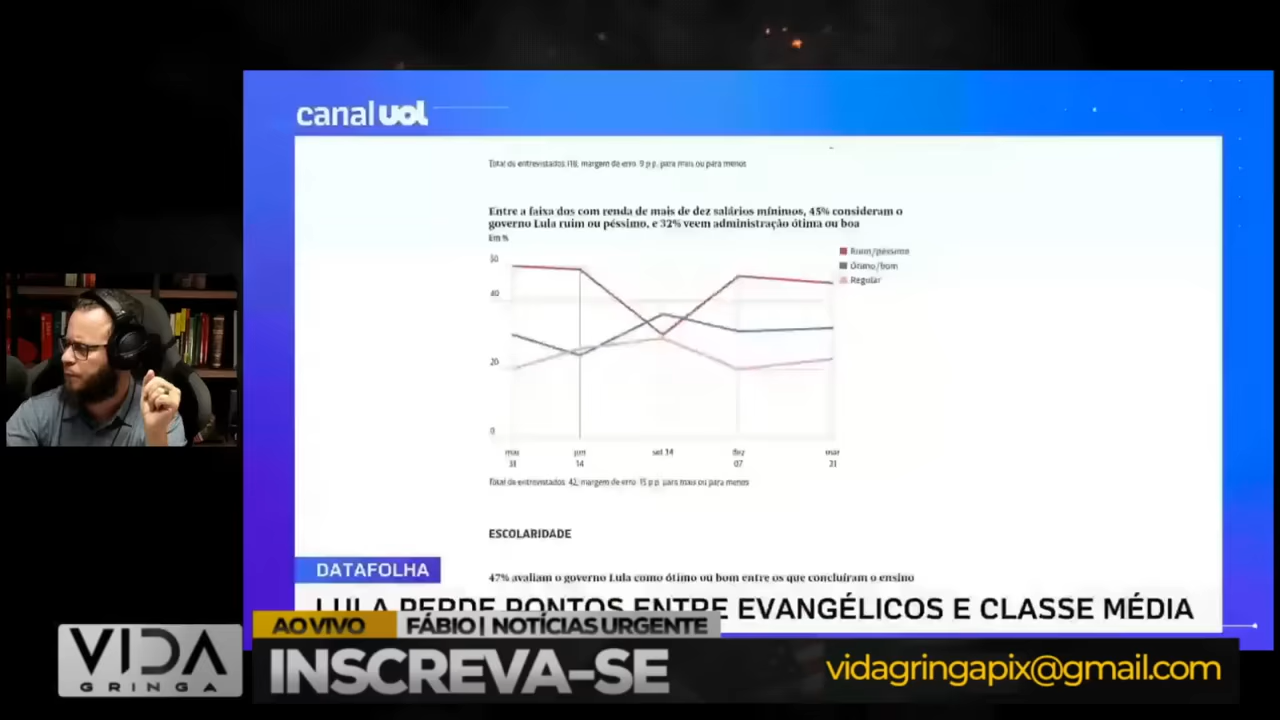 canal UOL
Total de entrevistados 118, margem de erro 9 p.p. para mais ou para menos
Entre a faixa dos com renda de mais de dez salários mínimos, 45% consideram o
governo Lula ruim ou péssimo, e 32% veem administração ótima ou boa
Em %
Ruim/péssimo
Ótimo/bom
Regular
50
40
20
0
mar jun set 14 dez mar
31 14 07 21
Total de entrevistados 42, margem de erro 15 p.p. para mais ou para menos
ESCOLARIDADE
47% avaliam o governo Lula como ótimo ou bom entre os que concluíram o ensino
DATAFOLHA
LULA PERDE PONTOS ENTRE EVANGÉLICOS E CLASSE MÉDIA
AO VIVO FÁBIO | NOTÍCIAS URGENTE
VIDA
GRINGA
INSCREVA-SE
vidagringapix@gmail.com